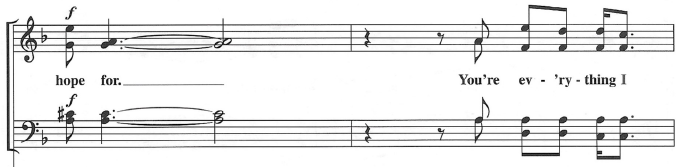 f
hope for.
You're ev - 'ry - thing I
f